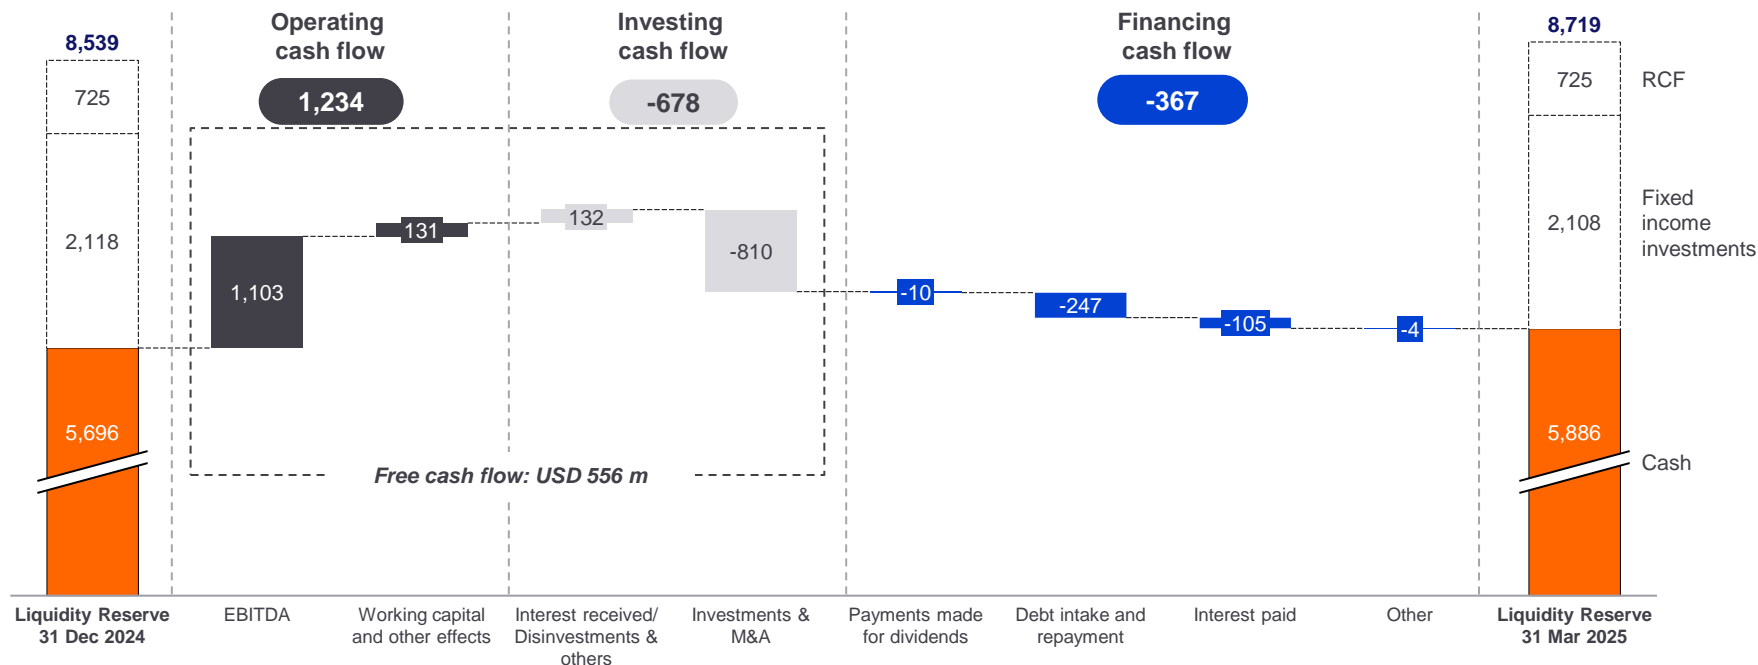 8,539
725
2,118
5,696
Operating
cash flow
1,234
Investing
cash flow
-678
Financing
cash flow
-367
1,103
131
132
-810
-10
-247
-105
-4
Free cash flow: USD 556 m
8,719
725
2,108
5,886
RCF
Fixed
income
investments
Cash
Liquidity Reserve
31 Dec 2024
EBITDA
Working capital
and other effects
Interest received/
Disinvestments &
others
Investments &
M&A
Payments made
for dividends
Debt intake and
repayment
Interest paid
Other
Liquidity Reserve
31 Mar 2025